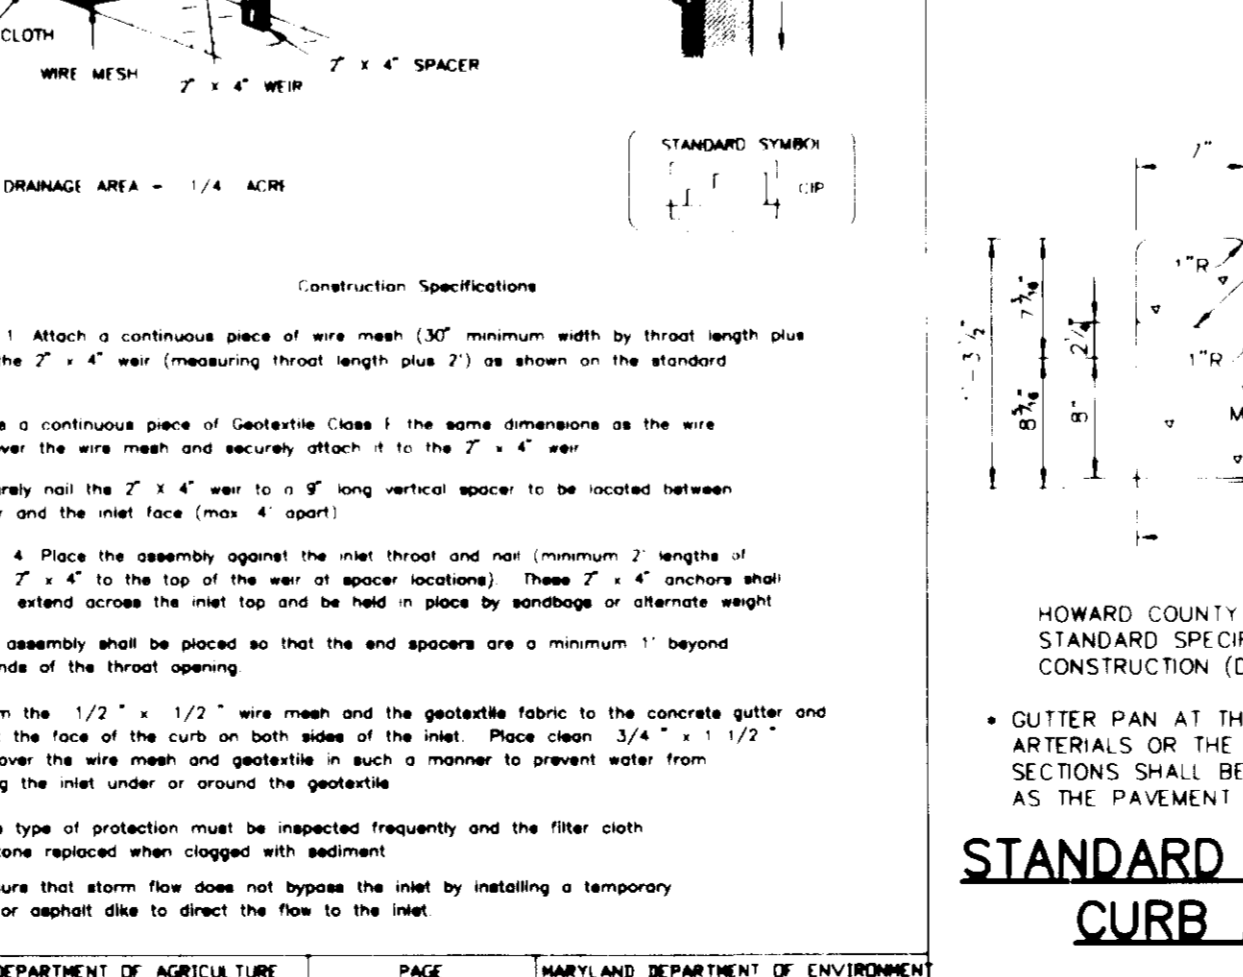 CLOTH
WIRE MESH
2" x 4" WEIR
2" x 4" SPACER
STANDARD SYMBOL
CIP
DRAINAGE AREA - 1/4 ACRE
Construction Specifications
1 Attach a continuous piece of wire mesh (30" minimum width by throat length plus
the 2" x 4" weir (measuring throat length plus 2') as shown on the standard
a continuous piece of Geotextile Class F the same dimensions as the wire
over the wire mesh and securely attach it to the 2" x 4" weir
nail the 2" X 4" weir to a 9" long vertical spacer to be located between
and the inlet face (max 4' apart)
4 Place the assembly against the inlet throat and nail (minimum 2' lengths of
2" x 4" to the top of the weir at spacer locations). These 2" x 4" anchors shall
extend across the inlet top and be held in place by sandbags or alternate weight
assembly shall be placed so that the end spacers are a minimum 1' beyond
of the throat opening.
the 1/2 " x 1/2 " wire mesh and the geotextile fabric to the concrete gutter and
the face of the curb on both sides of the inlet. Place clean 3/4 " x 1 1/2 "
over the wire mesh and geotextile in such a manner to prevent water from
the inlet under or around the geotextile
type of protection must be inspected frequently and the filter cloth
replaced when clogged with sediment
that storm flow does not bypass the inlet by installing a temporary
or asphalt dike to direct the flow to the inlet.
DEPARTMENT OF AGRICULTURE
PAGE
MARYLAND DEPARTMENT OF ENVIRONMENT
7"
1"R
7 7/16"
2 1/4"
1"R
8 9/16"
8"
HOWARD COUNTY
STANDARD
CONSTRUCTION
• GUTTER PAN AT
ARTERIALS OR THE
SECTIONS SHALL
AS THE PAVEMENT
STANDARD
CURB